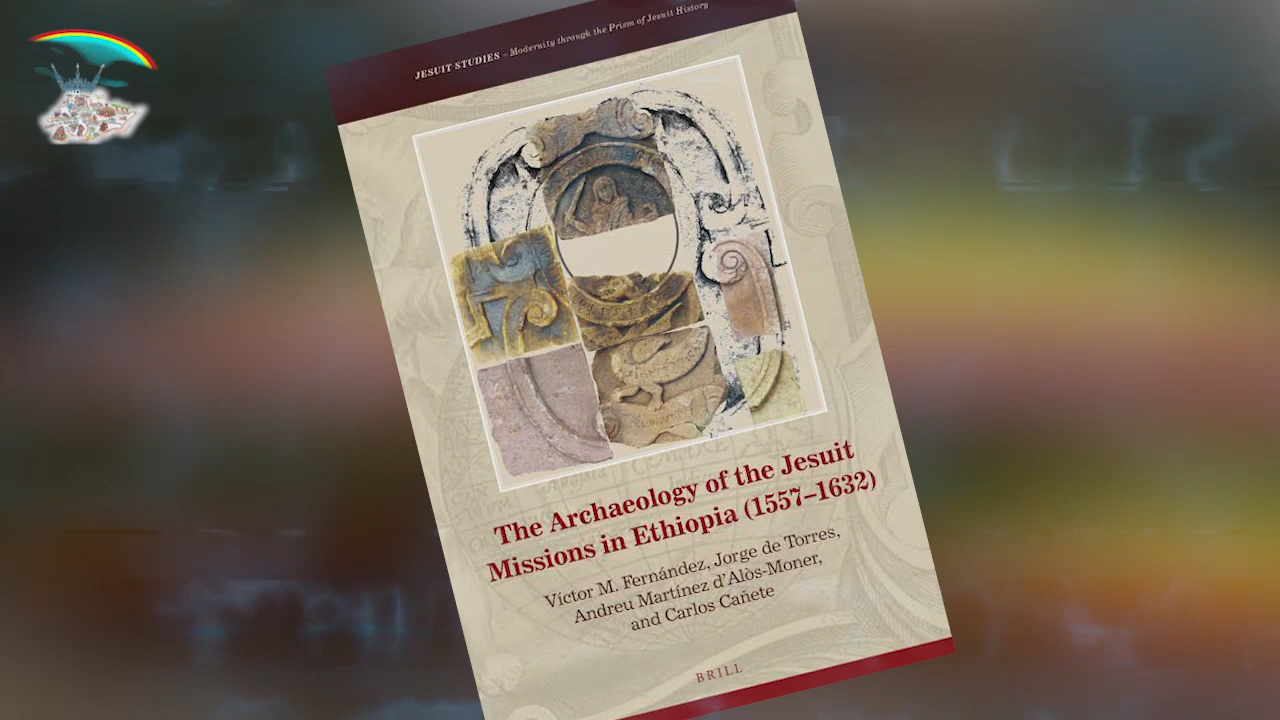 JESUIT STUDIES – Modernity through the Prism of Jesuit History
The Archaeology of the Jesuit
Missions in Ethiopia (1557–1632)
Víctor M. Fernández, Jorge de Torres,
Andreu Martínez d'Alòs-Moner,
and Carlos Cañete
BRILL